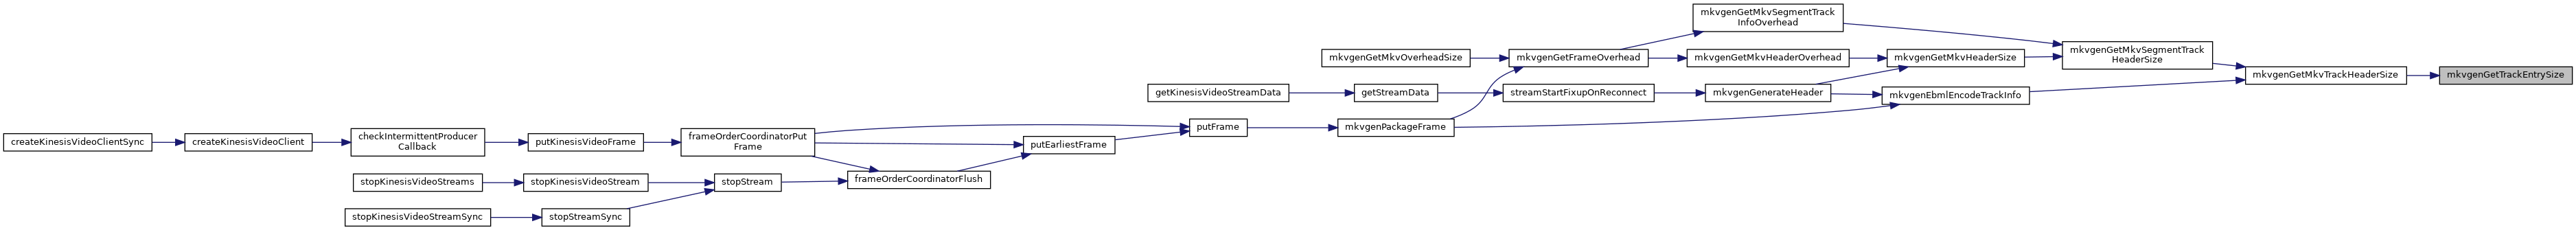 mkvgenGetMkvSegmentTrack
InfoOverhead
mkvgenGetMkvOverheadSize
mkvgenGetFrameOverhead
mkvgenGetMkvHeaderOverhead
mkvgenGetMkvHeaderSize
mkvgenGetMkvSegmentTrack
HeaderSize
mkvgenGetMkvTrackHeaderSize
mkvgenGetTrackEntrySize
getKinesisVideoStreamData
getStreamData
streamStartFixupOnReconnect
mkvgenGenerateHeader
mkvgenEbmlEncodeTrackInfo
createKinesisVideoClientSync
createKinesisVideoClient
checkIntermittentProducer
Callback
putKinesisVideoFrame
frameOrderCoordinatorPut
Frame
putEarliestFrame
putFrame
mkvgenPackageFrame
stopKinesisVideoStreams
stopKinesisVideoStream
stopStream
frameOrderCoordinatorFlush
stopKinesisVideoStreamSync
stopStreamSync